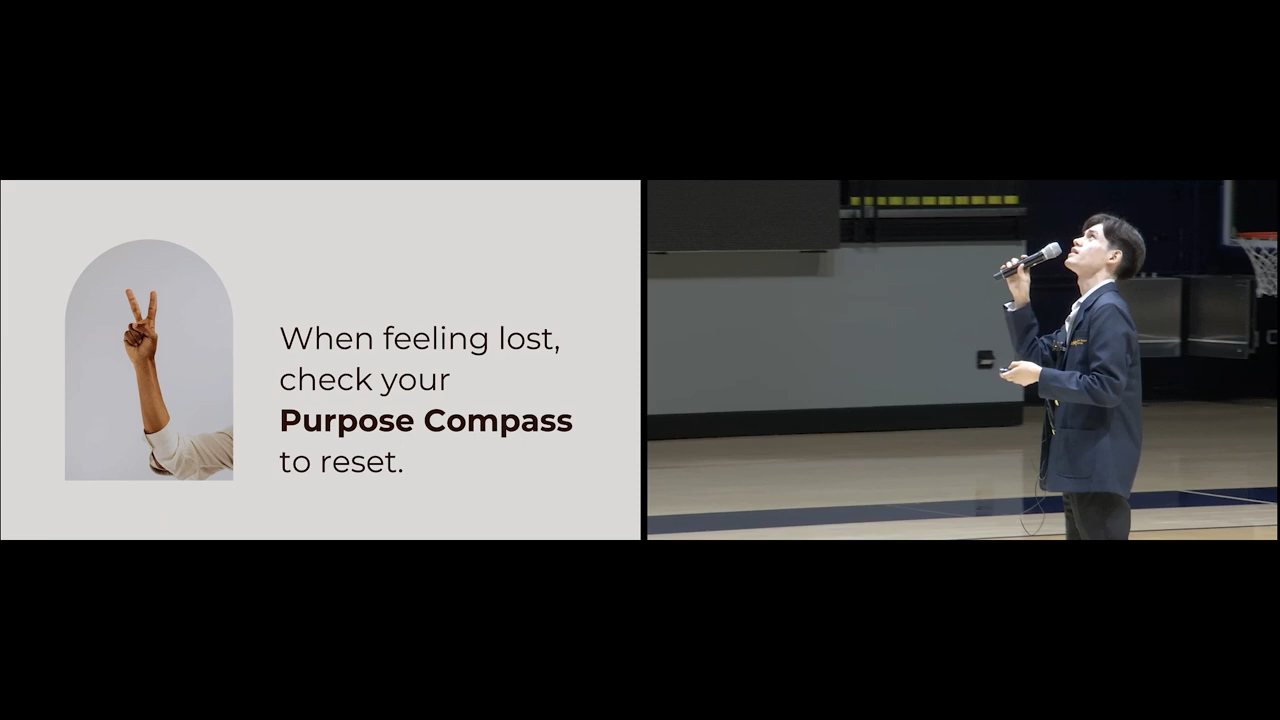 When feeling lost,
check your
Purpose Compass
to reset.